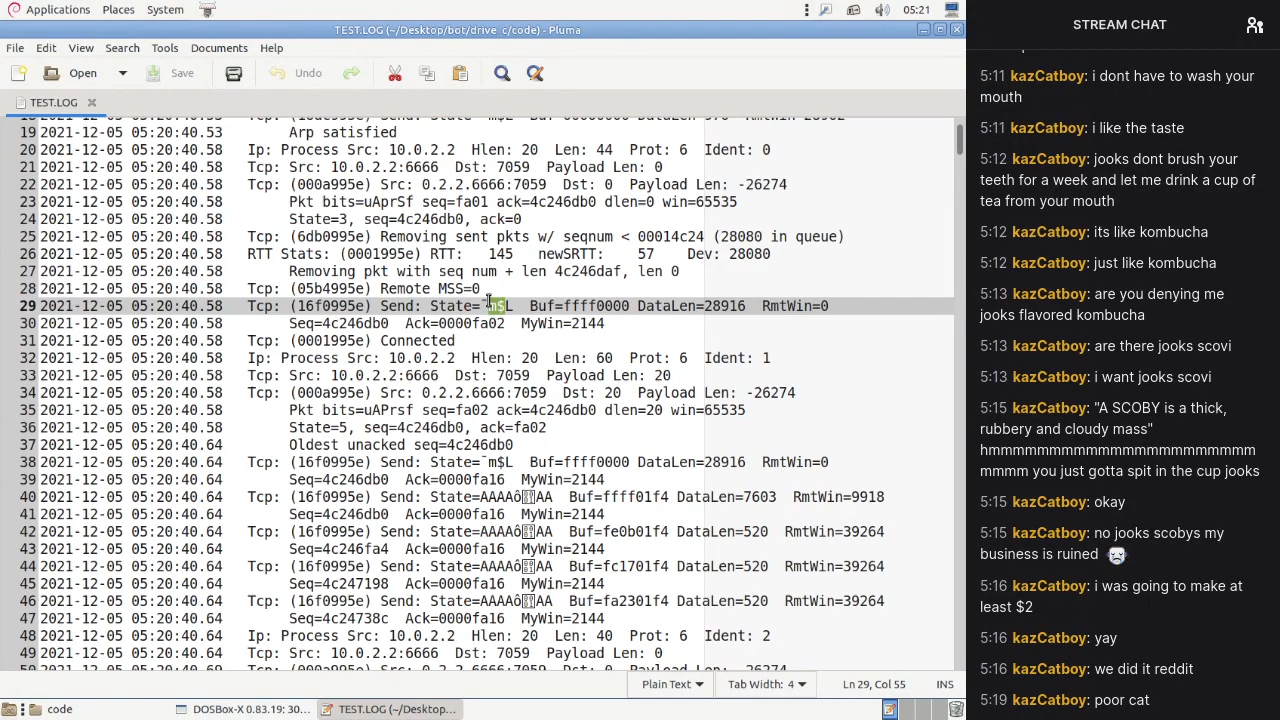 Applications Places System 05:21
TEST.LOG (~/Desktop/bot/drive_c/code) - Pluma
File Edit View Search Tools Documents Help
Open Save Undo
TEST.LOG
19 2021-12-05 05:20:40.53 Arp satisfied
20 2021-12-05 05:20:40.58 Ip: Process Src: 10.0.2.2 Hlen: 20 Len: 44 Prot: 6 Ident: 0
21 2021-12-05 05:20:40.58 Tcp: Src: 10.0.2.2:6666 Dst: 7059 Payload Len: 0
22 2021-12-05 05:20:40.58 Tcp: (000a995e) Src: 0.2.2.6666:7059 Dst: 0 Payload Len: -26274
23 2021-12-05 05:20:40.58 Pkt bits=uAprSf seq=fa01 ack=4c246db0 dlen=0 win=65535
24 2021-12-05 05:20:40.58 State=3, seq=4c246db0, ack=0
25 2021-12-05 05:20:40.58 Tcp: (6db0995e) Removing sent pkts w/ seqnum < 00014c24 (28080 in queue)
26 2021-12-05 05:20:40.58 RTT Stats: (0001995e) RTT: 145 newSRTT: 57 Dev: 28080
27 2021-12-05 05:20:40.58 Removing pkt with seq num + len 4c246daf, len 0
28 2021-12-05 05:20:40.58 Tcp: (05b4995e) Remote MSS=0
29 2021-12-05 05:20:40.58 Tcp: (16f0995e) Send: State=¯m$L Buf=ffff0000 DataLen=28916 RmtWin=0
30 2021-12-05 05:20:40.58 Seq=4c246db0 Ack=0000fa02 MyWin=2144
31 2021-12-05 05:20:40.58 Tcp: (0001995e) Connected
32 2021-12-05 05:20:40.58 Ip: Process Src: 10.0.2.2 Hlen: 20 Len: 60 Prot: 6 Ident: 1
33 2021-12-05 05:20:40.58 Tcp: Src: 10.0.2.2:6666 Dst: 7059 Payload Len: 20
34 2021-12-05 05:20:40.58 Tcp: (000a995e) Src: 0.2.2.6666:7059 Dst: 20 Payload Len: -26274
35 2021-12-05 05:20:40.58 Pkt bits=uAPrsf seq=fa02 ack=4c246db0 dlen=20 win=65535
36 2021-12-05 05:20:40.58 State=5, seq=4c246db0, ack=fa02
37 2021-12-05 05:20:40.64 Oldest unacked seq=4c246db0
38 2021-12-05 05:20:40.64 Tcp: (16f0995e) Send: State=¯m$L Buf=ffff0000 DataLen=28916 RmtWin=0
39 2021-12-05 05:20:40.64 Seq=4c246db0 Ack=0000fa16 MyWin=2144
40 2021-12-05 05:20:40.64 Tcp: (16f0995e) Send: State=AAAAôAA Buf=ffff01f4 DataLen=7603 RmtWin=9918
41 2021-12-05 05:20:40.64 Seq=4c246db0 Ack=0000fa16 MyWin=2144
42 2021-12-05 05:20:40.64 Tcp: (16f0995e) Send: State=AAAAôAA Buf=fe0b01f4 DataLen=520 RmtWin=39264
43 2021-12-05 05:20:40.64 Seq=4c246fa4 Ack=0000fa16 MyWin=2144
44 2021-12-05 05:20:40.64 Tcp: (16f0995e) Send: State=AAAAôAA Buf=fc1701f4 DataLen=520 RmtWin=39264
45 2021-12-05 05:20:40.64 Seq=4c247198 Ack=0000fa16 MyWin=2144
46 2021-12-05 05:20:40.64 Tcp: (16f0995e) Send: State=AAAAôAA Buf=fa2301f4 DataLen=520 RmtWin=39264
47 2021-12-05 05:20:40.64 Seq=4c24738c Ack=0000fa16 MyWin=2144
48 2021-12-05 05:20:40.64 Ip: Process Src: 10.0.2.2 Hlen: 20 Len: 40 Prot: 6 Ident: 2
49 2021-12-05 05:20:40.64 Tcp: Src: 10.0.2.2:6666 Dst: 7059 Payload Len: 0
Plain Text Tab Width: 4 Ln 29, Col 55 INS
code DOSBox-X 0.83.19: 30... TEST.LOG (~/Desktop...
STREAM CHAT
5:11 kazCatboy: i dont have to wash your
mouth
5:11 kazCatboy: i like the taste
5:12 kazCatboy: jooks dont brush your
teeth for a week and let me drink a cup of
tea from your mouth
5:12 kazCatboy: its like kombucha
5:12 kazCatboy: just like kombucha
5:13 kazCatboy: are you denying me
jooks flavored kombucha
5:13 kazCatboy: are there jooks scovi
5:13 kazCatboy: i want jooks scovi
5:15 kazCatboy: "A SCOBY is a thick,
rubbery and cloudy mass"
hmmmmmmmmmmmmmmmmmmmmm
mmmm you just gotta spit in the cup jooks
5:15 kazCatboy: okay
5:15 kazCatboy: no jooks scobys my
business is ruined
5:16 kazCatboy: i was going to make at
least $2
5:16 kazCatboy: yay
5:16 kazCatboy: we did it reddit
5:19 kazCatboy: poor cat